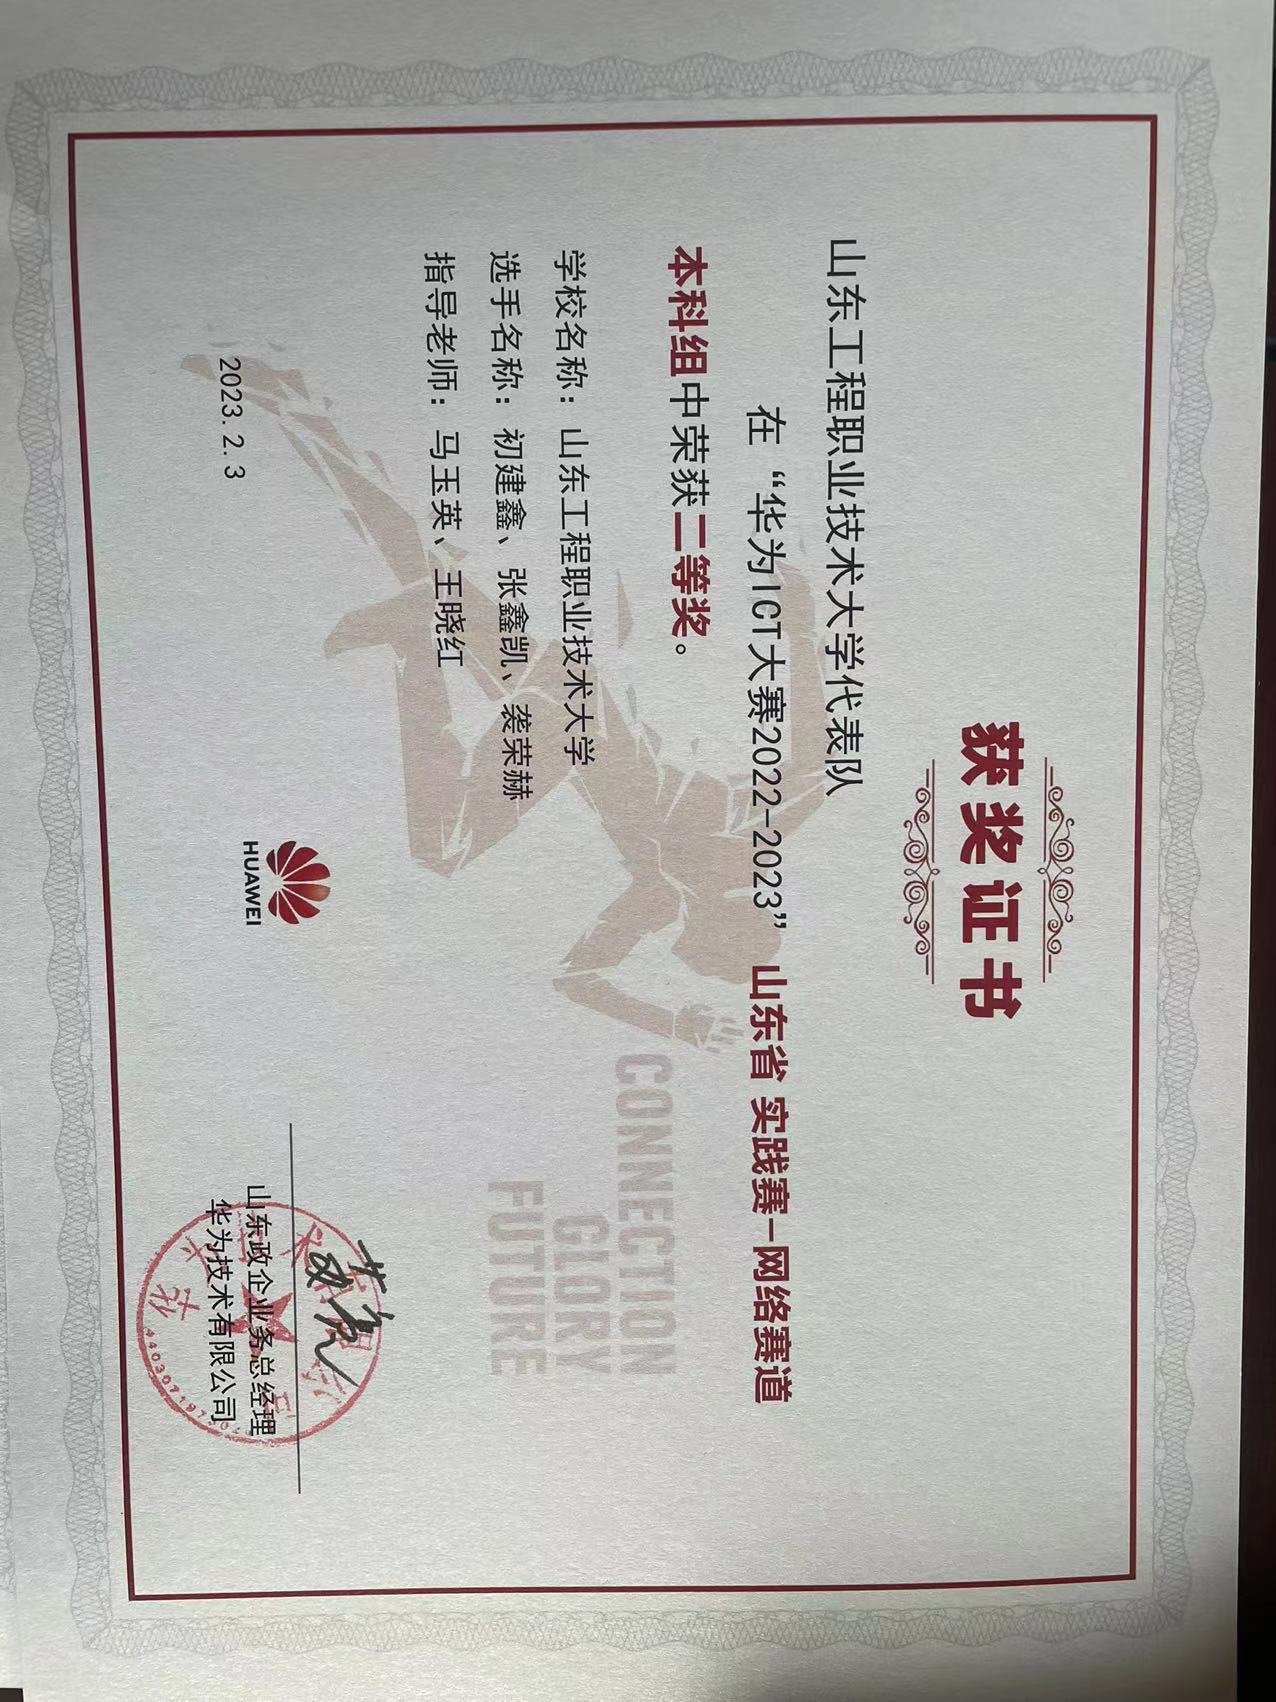 获奖证书
山东工程职业技术大学代表队
在“华为ICT大赛2022-2023” 山东省 实践赛-网络赛道
本科组中荣获二等奖。
学校名称：山东工程职业技术大学
选手名称：初建鑫、张鑫凯、袭荣赫
指导老师：马玉英、王晓红
CONNECTION
GLORY
FUTURE
2023.2.3
HUAWEI
山东政企业务总经理
华为技术有限公司